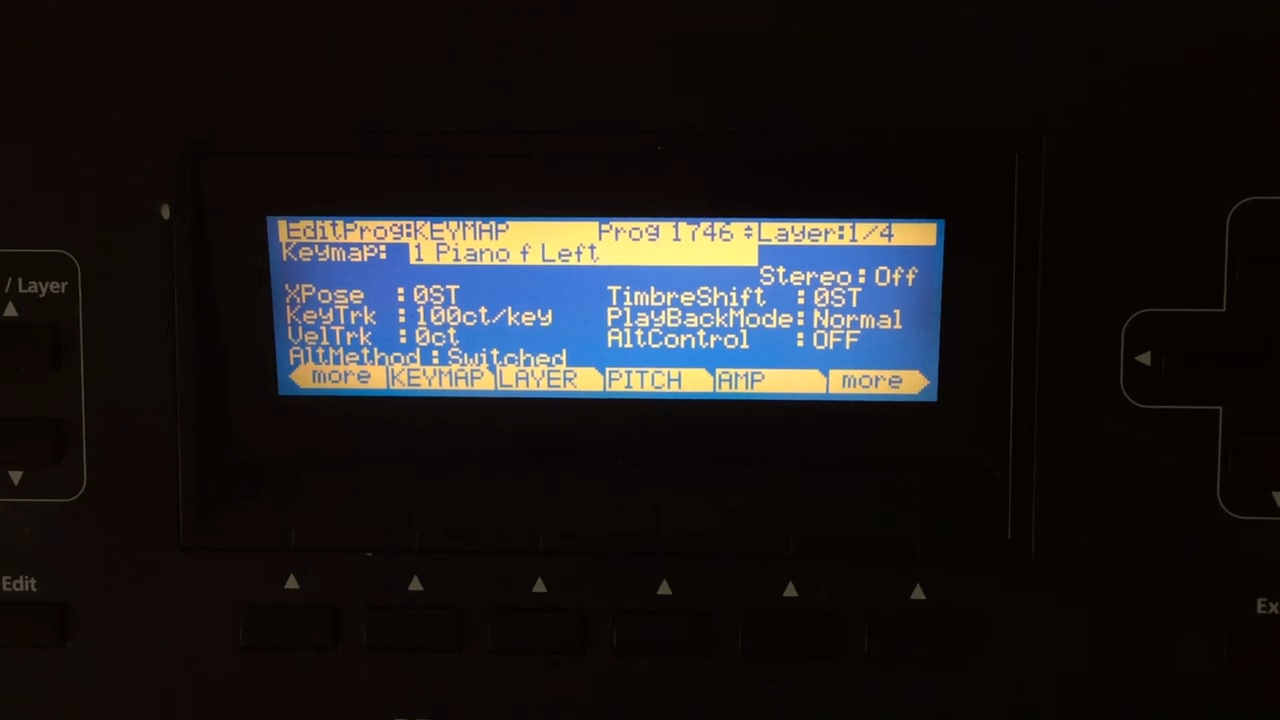 EditProg:KEYMAP Prog 1746 Layer:1/4
Keymap: 1 Piano f Left
Stereo:Off
XPose :0ST TimbreShift :0ST
KeyTrk :100ct/key PlayBackMode:Normal
VelTrk :0ct AltControl :OFF
AltMethod :Switched
more KEYMAP LAYER PITCH AMP more
/ Layer
Edit
Ex